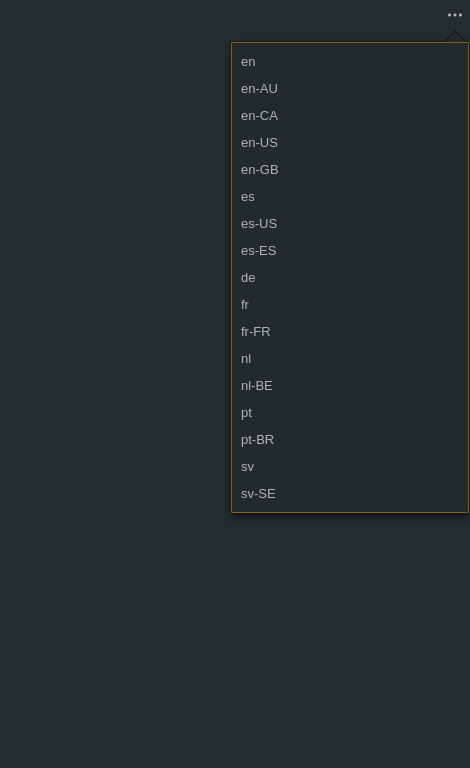 en
en-AU
en-CA
en-US
en-GB
es
es-US
es-ES
de
fr
fr-FR
nl
nl-BE
pt
pt-BR
sv
sv-SE